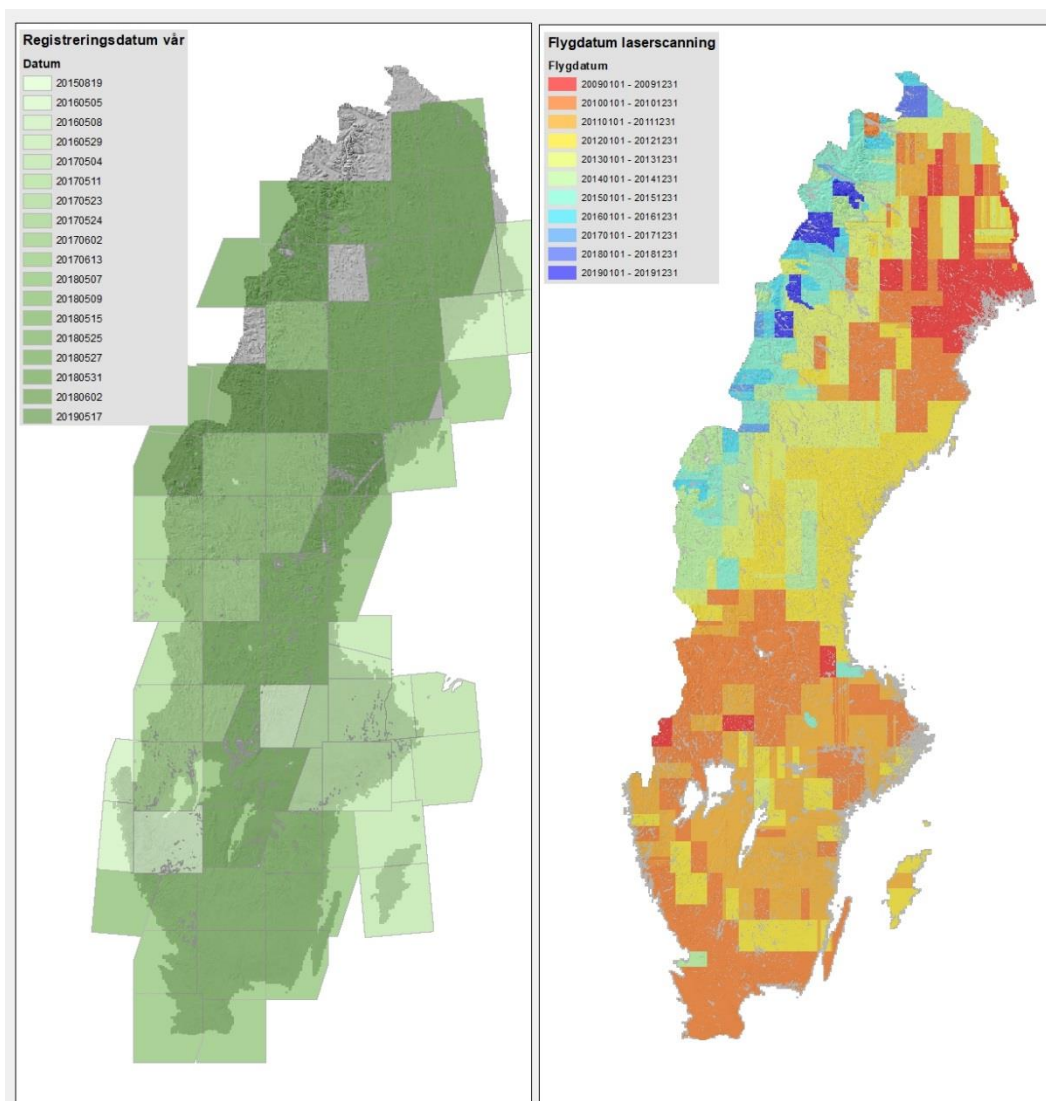 Registreringsdatum vår
Datum
20150819
20160505
20160508
20160529
20170504
20170511
20170523
20170524
20170602
20170613
20180507
20180509
20180515
20180525
20180527
20180531
20180602
20190517
Flygdatum laserscanning
Flygdatum
20090101 - 20091231
20100101 - 20101231
20110101 - 20111231
20120101 - 20121231
20130101 - 20131231
20140101 - 20141231
20150101 - 20151231
20160101 - 20161231
20170101 - 20171231
20180101 - 20181231
20190101 - 20191231